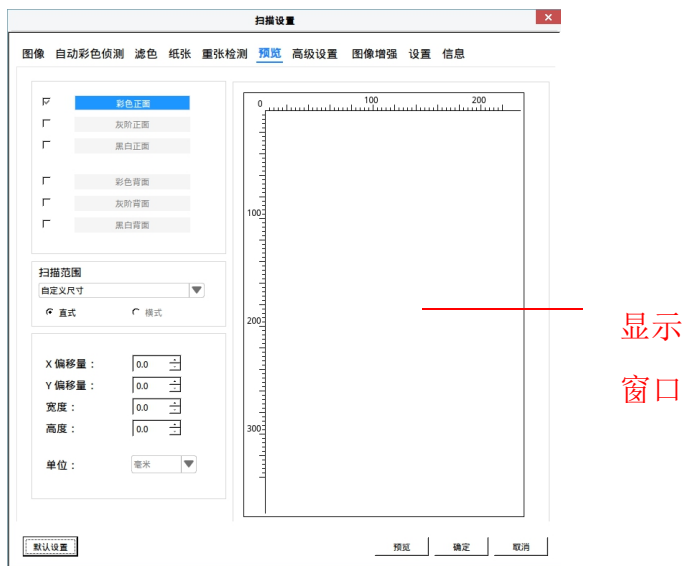 扫描设置
图像 自动彩色侦测 滤色 纸张 重张检测 预览 高级设置 图像增强 设置 信息
彩色正面
灰阶正面
黑白正面
彩色背面
灰阶背面
黑白背面
扫描范围
自定义尺寸
直式 横式
X 偏移量： 0.0
Y 偏移量： 0.0
宽度： 0.0
高度： 0.0
单位： 毫米
0 100 200
100
200
300
显示
窗口
默认设置 预览 确定 取消